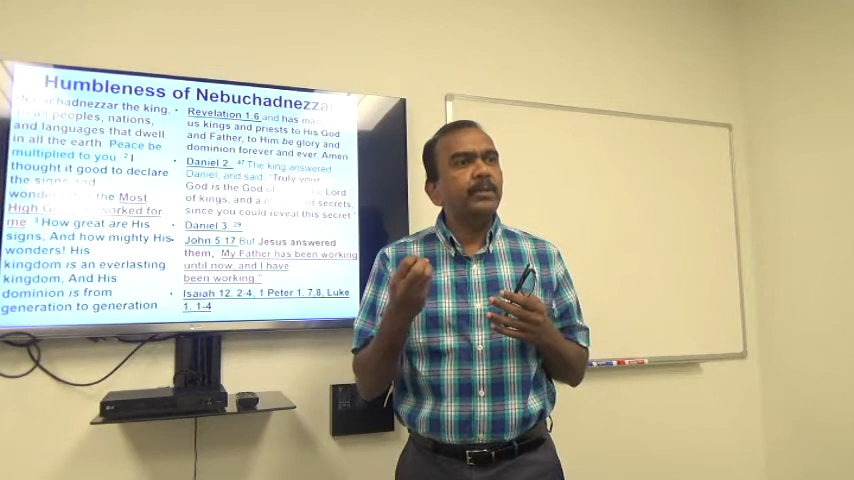 Humbleness of Nebuchadnezzar
the king,
all peoples, nations,
and languages that dwell
in all the earth: Peace be
multiplied to you. 2 I
thought it good to declare
the signs and
Most
High worked for
me 3 How great are His
signs, And how mighty His
wonders! His
kingdom is an everlasting
kingdom, And His
dominion is from
generation to generation
• Revelation 1.6 and has
us kings and priests to His God
and Father, to Him be glory and
dominion forever and ever. Amen
• Daniel 2. 47 The king answered
Daniel, and said, "Truly your
God is the God of Lord
of kings, and a of secrets,
since you could reveal this secret."
• Daniel 3. 29
• John 5.17 But Jesus answered
them, My Father has been working
until now, and I have
been working."
• Isaiah 12. 2-4, 1 Peter 1. 7,8, Luke
1. 1-4